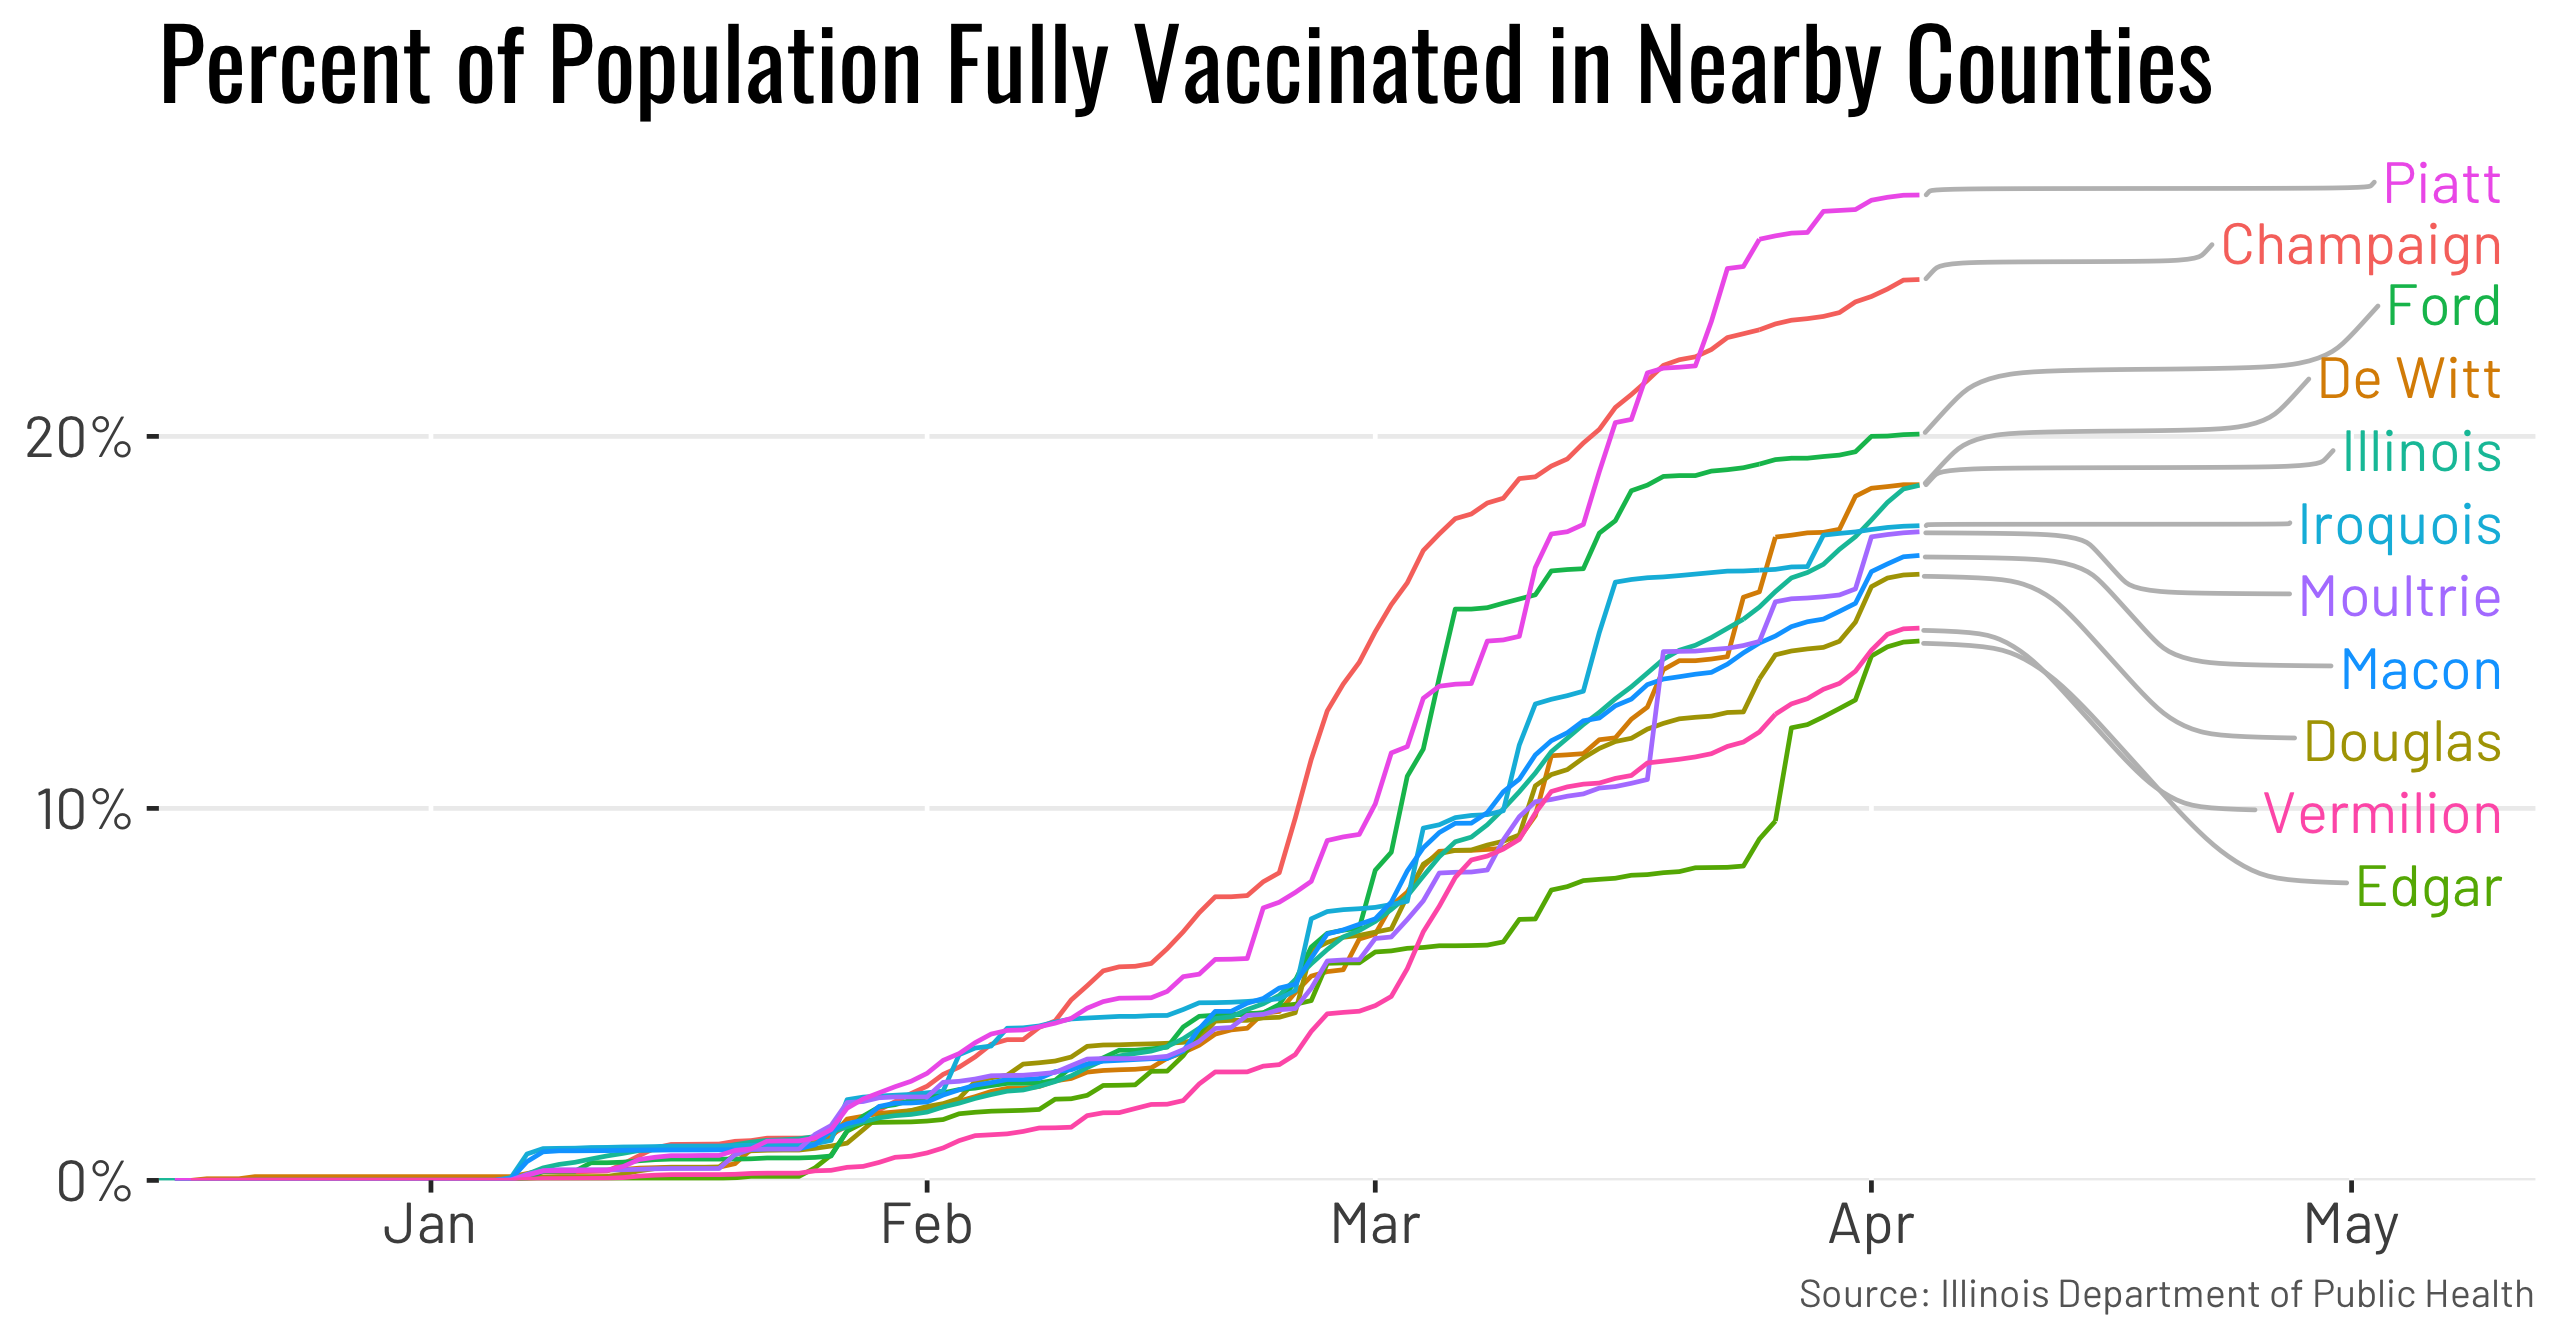 Percent of Population Fully Vaccinated in Nearby Counties
Piatt
Champaign
Ford
De Witt
20%
Illinois
Iroquois
Moultrie
Macon
Douglas
10%
Vermilion
Edgar
0%
Jan Feb Mar Apr May
Source: Illinois Department of Public Health